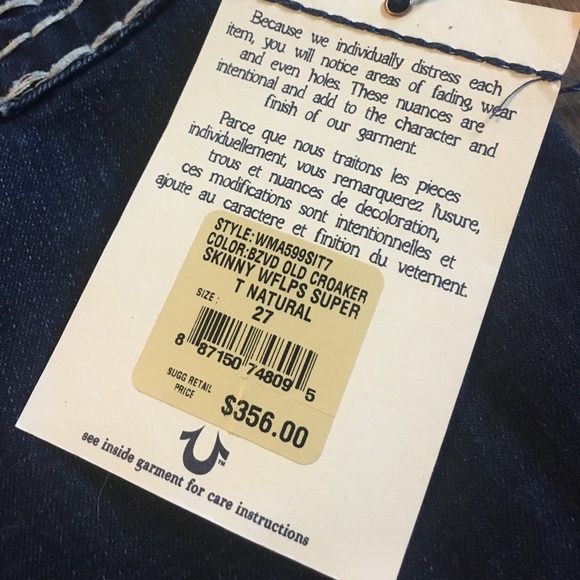 Because we individually distress each
item, you will notice areas of fading, wear
and even holes. These nuances are
intentional and add to the character and
finish of our garment.
Parce que nous traitons les pieces
individuellement, vous remarquerez l'usure,
trous et nuances de decoloration,
ces modifications sont intentionnelles et
ajoute au caractere et finition du vetement.
STYLE:WMA599SIT7
COLOR:BZVD OLD CROAKER
SKINNY WFLPS SUPER
T NATURAL
SIZE: 27
8 87150 74809 5
SUGG RETAIL
PRICE $356.00
TM
see inside garment for care instructions